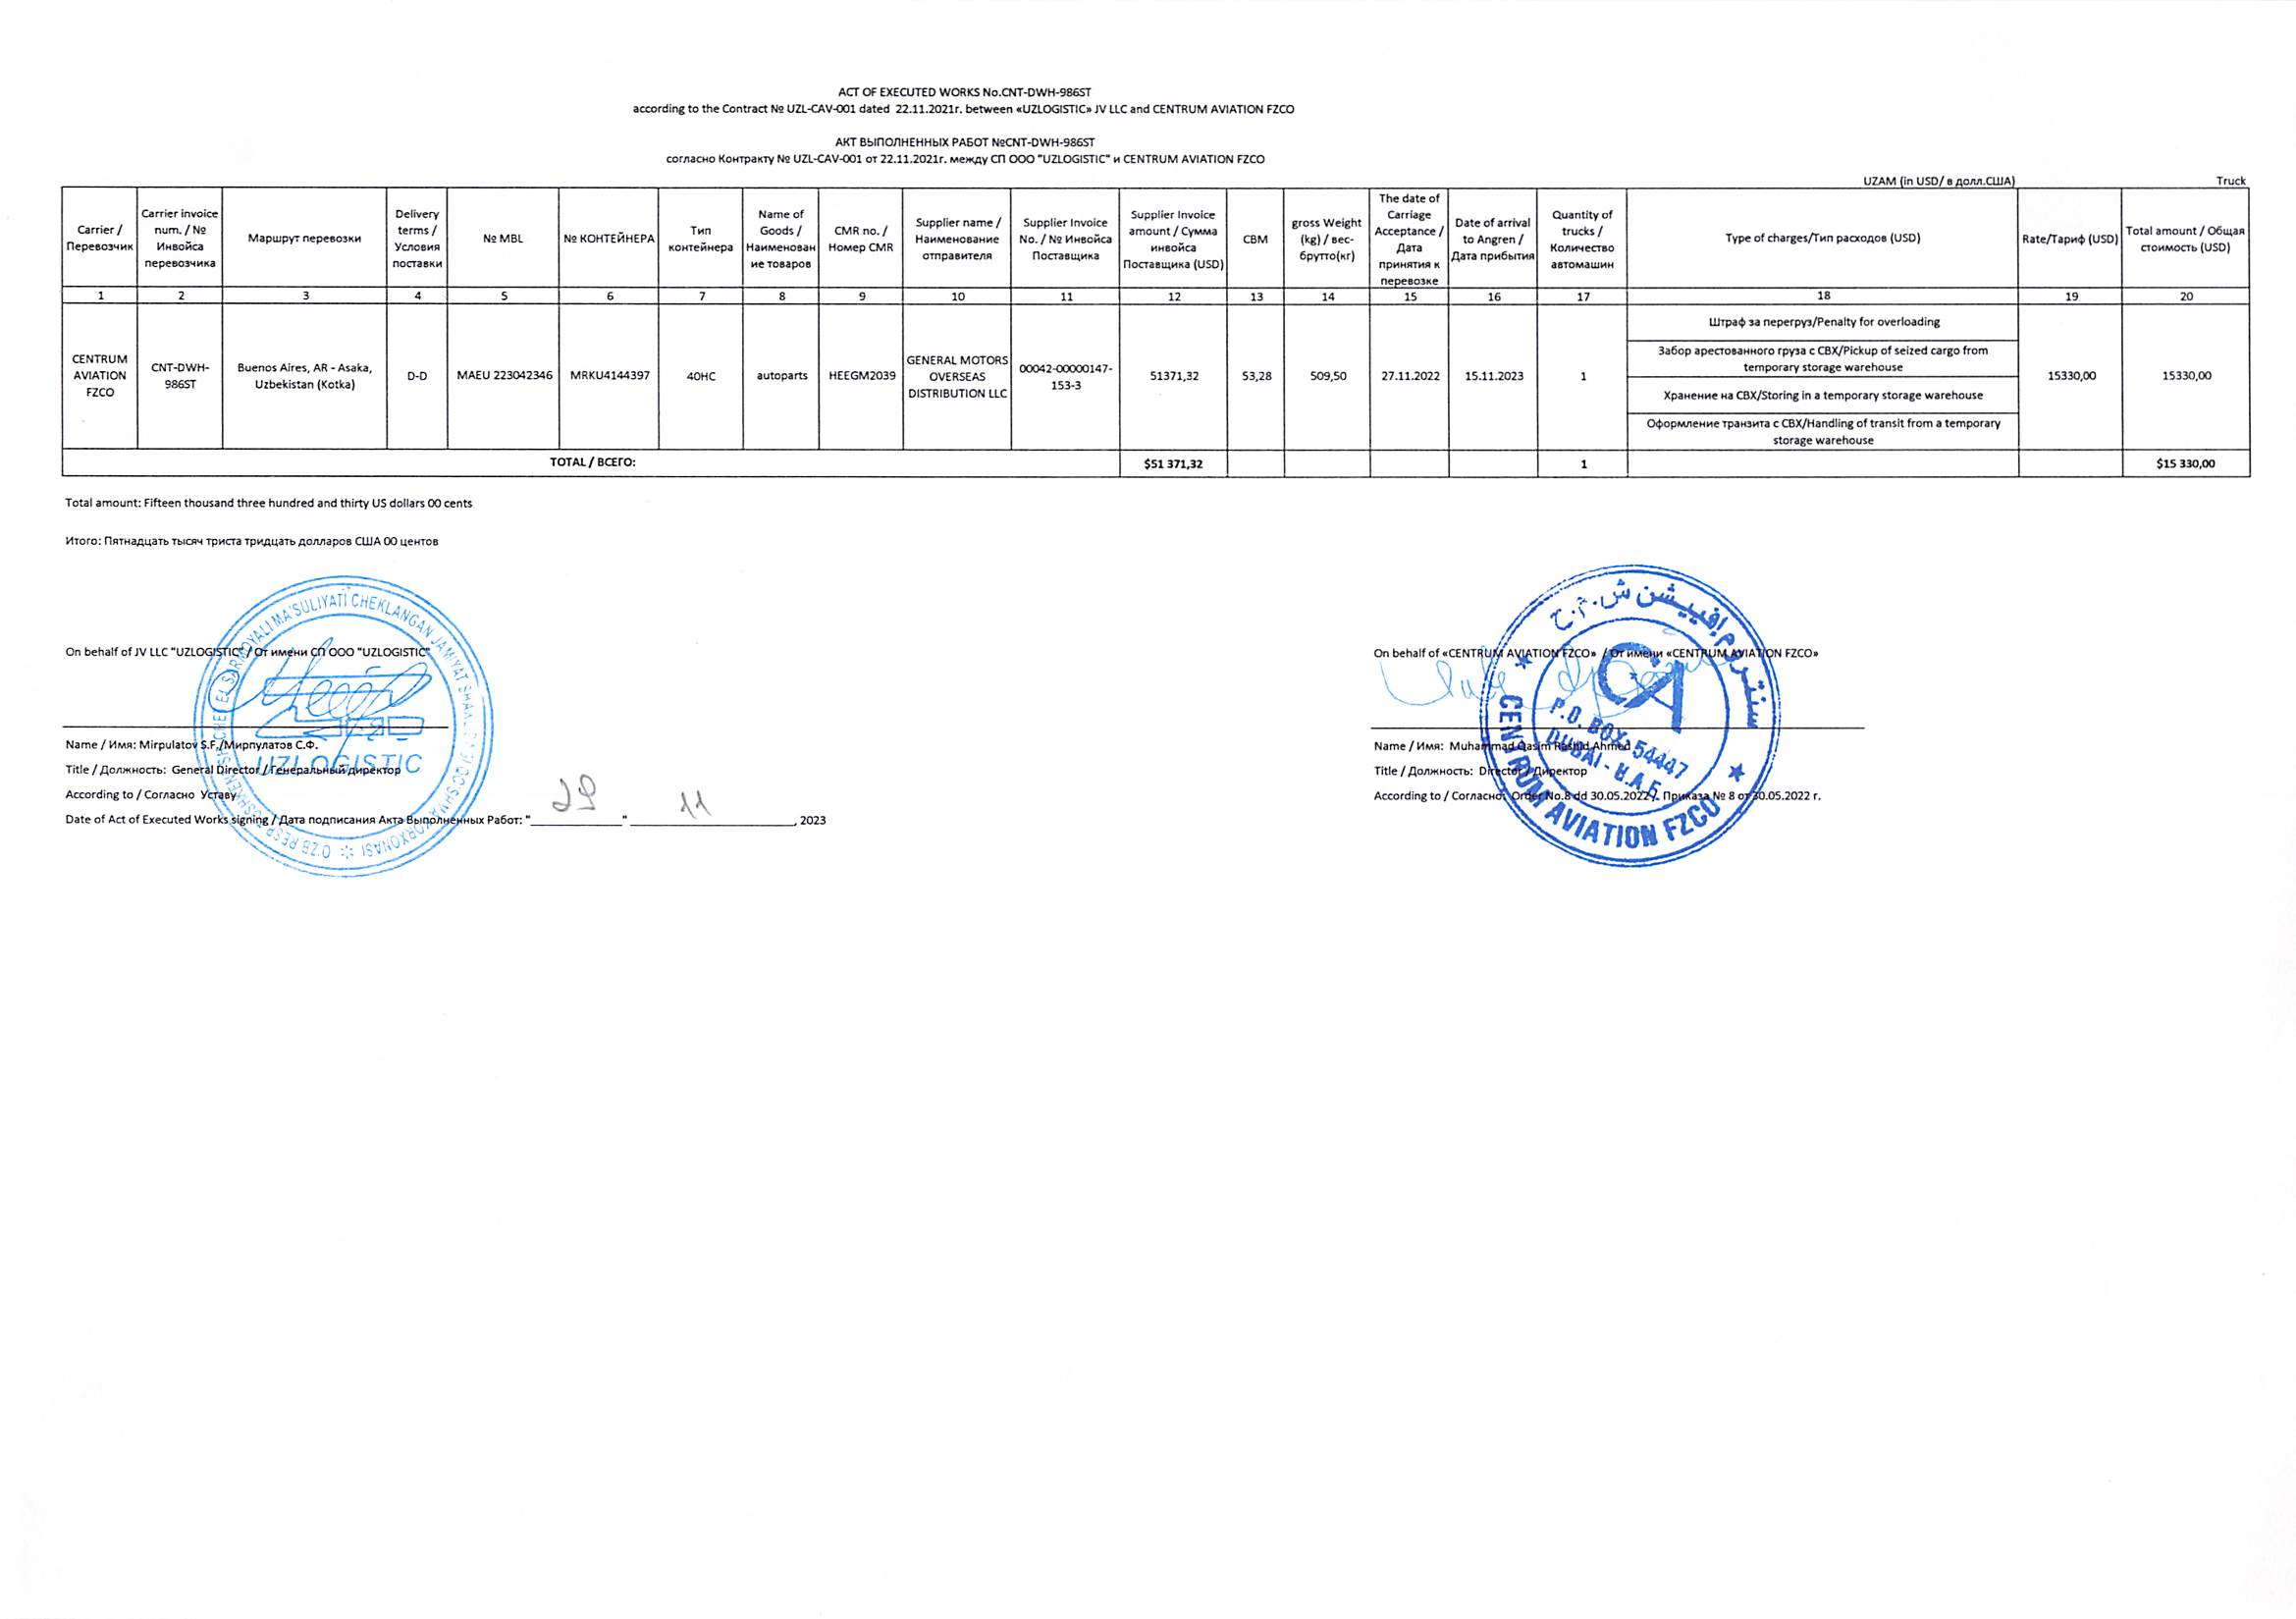 ACT OF EXECUTED WORKS No.CNT-DWH-986ST
according to the Contract № UZL-CAV-001 dated 22.11.2021г. between «UZLOGISTIC» JV LLC and CENTRUM AVIATION FZCO
АКТ ВЫПОЛНЕННЫХ РАБОТ №CNT-DWH-986ST
согласно Контракту № UZL-CAV-001 от 22.11.2021г. между СП ООО "UZLOGISTIC" и CENTRUM AVIATION FZCO
UZAM (in USD/ в долл.США)
Truck
Carrier / Перевозчик
Carrier invoice num. / № Инвойса перевозчика
Маршрут перевозки
Delivery terms / Условия поставки
№ MBL
№ КОНТЕЙНЕРА
Тип контейнера
Name of Goods / Наименование товаров
CMR no. / Номер CMR
Supplier name / Наименование отправителя
Supplier Invoice No. / № Инвойса Поставщика
Supplier Invoice amount / Сумма инвойса Поставщика (USD)
CBM
gross Weight (kg) / вес-брутто(кг)
The date of Carriage Acceptance / Дата принятия к перевозке
Date of arrival to Angren / Дата прибытия
Quantity of trucks / Количество автомашин
Type of charges/Тип расходов (USD)
Rate/Тариф (USD)
Total amount / Общая стоимость (USD)
1 2 3 4 5 6 7 8 9 10 11 12 13 14 15 16 17 18 19 20
CENTRUM AVIATION FZCO
CNT-DWH-986ST
Buenos Aires, AR - Asaka, Uzbekistan (Kotka)
D-D
MAEU 223042346
MRKU4144397
40HC
autoparts
HEEGM2039
GENERAL MOTORS OVERSEAS DISTRIBUTION LLC
00042-00000147-153-3
51371,32
53,28
509,50
27.11.2022
15.11.2023
1
Штраф за перегруз/Penalty for overloading
Забор арестованного груза с СВХ/Pickup of seized cargo from temporary storage warehouse
Хранение на СВХ/Storing in a temporary storage warehouse
Оформление транзита с СВХ/Handling of transit from a temporary storage warehouse
15330,00
15330,00
TOTAL / ВСЕГО:
$51 371,32
1
$15 330,00
Total amount: Fifteen thousand three hundred and thirty US dollars 00 cents
Итого: Пятнадцать тысяч триста тридцать долларов США 00 центов
On behalf of JV LLC "UZLOGISTIC" / От имени СП ООО "UZLOGISTIC"
UZLOGISTIC
Name / Имя: Mirpulatov S.F./Мирпулатов С.Ф.
Title / Должность: General Director / Генеральный директор
According to / Согласно Уставу
Date of Act of Executed Works signing / Дата подписания Акта Выполненных Работ: "29" 11, 2023
On behalf of «CENTRUM AVIATION FZCO» / От имени «CENTRUM AVIATION FZCO»
سنتروم إفييشن ش.م.ح
CA
P.O. BOX: 54447
DUBAI - U.A.E.
CENTRUM AVIATION FZCO
Name / Имя: Muhammad Qasim Rashid Ahmed
Title / Должность: Director / Директор
According to / Согласно: Order No.8 dd 30.05.2022 / Приказа № 8 от 30.05.2022 г.